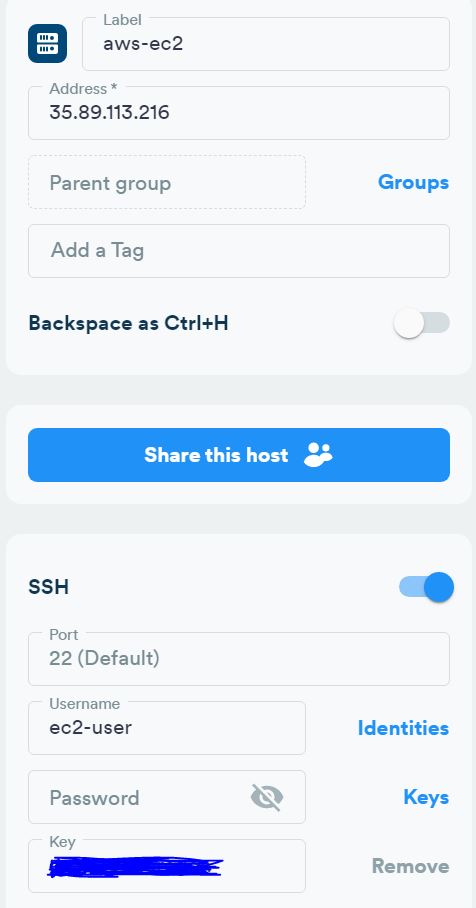 Label
aws-ec2
Address *
35.89.113.216
Parent group
Groups
Add a Tag
Backspace as Ctrl+H
Share this host
SSH
Port
22 (Default)
Username
ec2-user
Identities
Password
Keys
Key
Remove